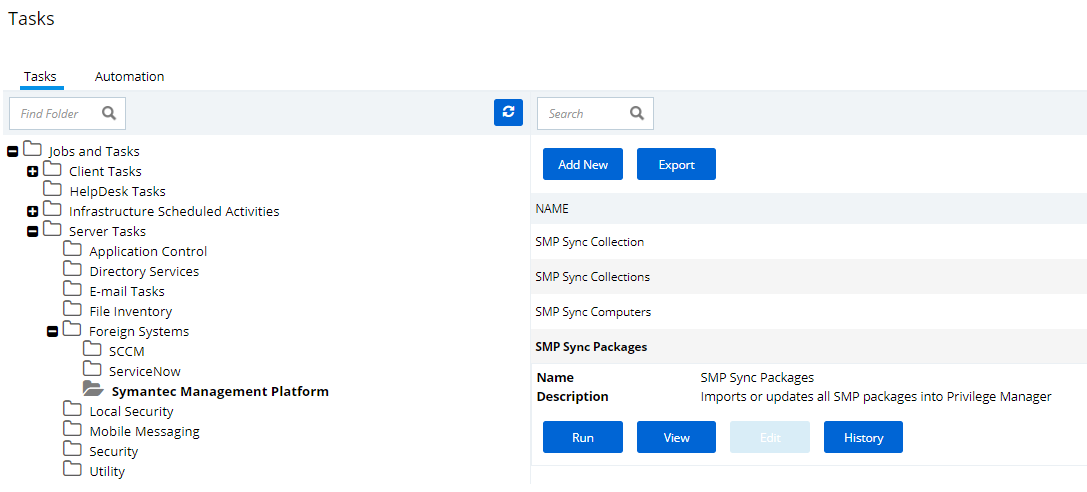 Tasks
Tasks Automation
Find Folder
Search
Jobs and Tasks
Client Tasks
HelpDesk Tasks
Infrastructure Scheduled Activities
Server Tasks
Application Control
Directory Services
E-mail Tasks
File Inventory
Foreign Systems
SCCM
ServiceNow
Symantec Management Platform
Local Security
Mobile Messaging
Security
Utility
Add New Export
NAME
SMP Sync Collection
SMP Sync Collections
SMP Sync Computers
SMP Sync Packages
Name SMP Sync Packages
Description Imports or updates all SMP packages into Privilege Manager
Run View Edit History